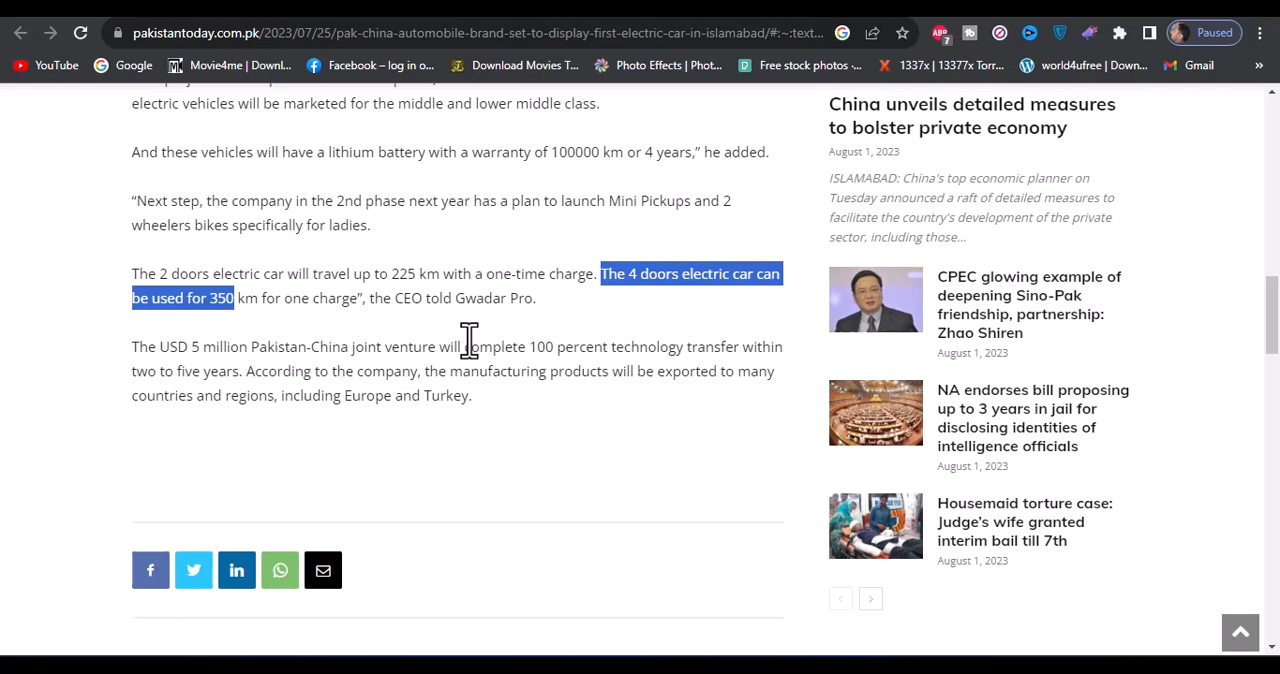 pakistantoday.com.pk/2023/07/25/pak-china-automobile-brand-set-to-display-first-electric-car-in-islamabad/#:~:text...
ABP
7
tb
Paused
YouTube
Google
Movie4me | Downl...
Facebook – log in o...
Download Movies T...
Photo Effects | Phot...
Free stock photos ·...
1337x | 13377x Torr...
world4ufree | Down...
Gmail
»
electric vehicles will be marketed for the middle and lower middle class.
And these vehicles will have a lithium battery with a warranty of 100000 km or 4 years,” he added.
“Next step, the company in the 2nd phase next year has a plan to launch Mini Pickups and 2
wheelers bikes specifically for ladies.
The 2 doors electric car will travel up to 225 km with a one-time charge. The 4 doors electric car can
be used for 350 km for one charge”, the CEO told Gwadar Pro.
The USD 5 million Pakistan-China joint venture will complete 100 percent technology transfer within
two to five years. According to the company, the manufacturing products will be exported to many
countries and regions, including Europe and Turkey.
China unveils detailed measures
to bolster private economy
August 1, 2023
ISLAMABAD: China's top economic planner on
Tuesday announced a raft of detailed measures to
facilitate the country's development of the private
sector, including those...
CPEC glowing example of
deepening Sino-Pak
friendship, partnership:
Zhao Shiren
August 1, 2023
NA endorses bill proposing
up to 3 years in jail for
disclosing identities of
intelligence officials
August 1, 2023
Housemaid torture case:
Judge's wife granted
interim bail till 7th
August 1, 2023